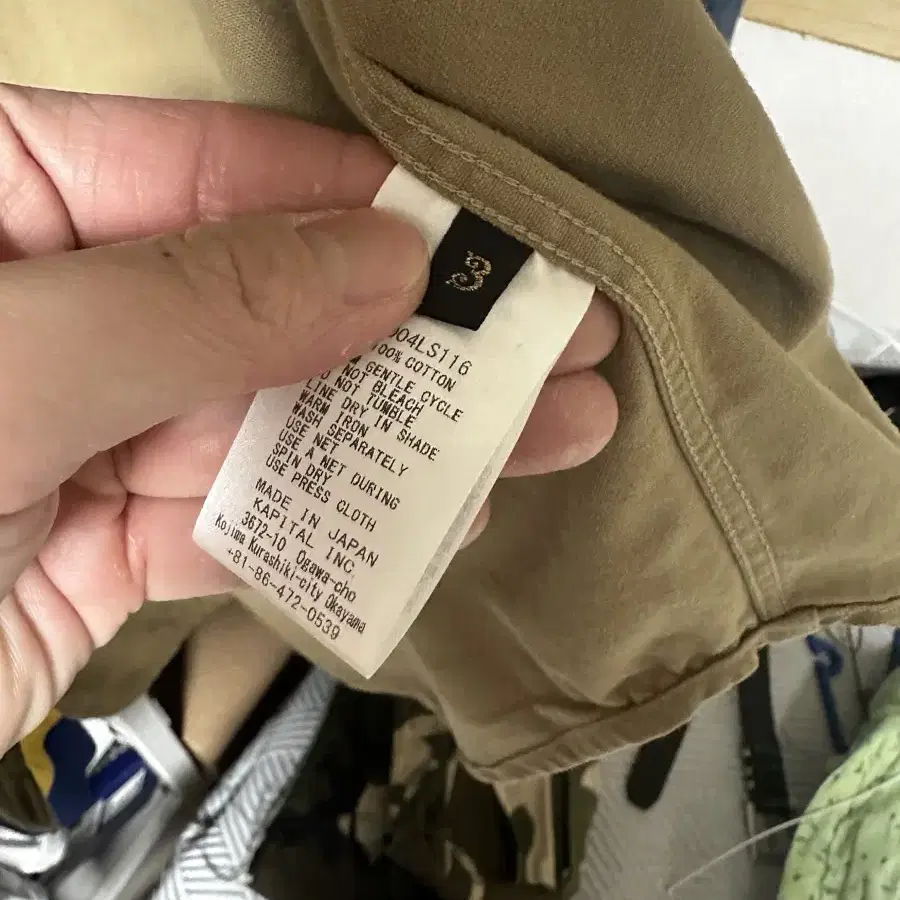 3
004LS116
100% COTTON
GENTLE CYCLE
NOT BLEACH
NOT TUMBLE
LINE DRY IN SHADE
WARM IRON
WASH SEPARATELY
USE NET
USE A NET DURING
SPIN DRY
USE PRESS CLOTH
MADE IN JAPAN
KAPITAL INC.
3672-10 Ogawa-cho
Kojima Kurashiki-city Okayama
+81-86-472-0539